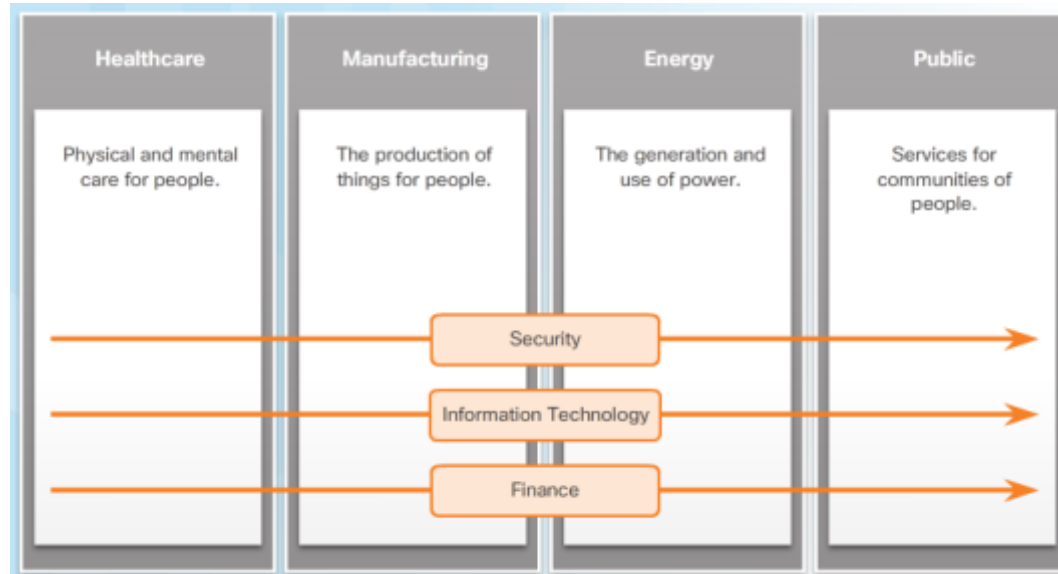 Healthcare
Manufacturing
Energy
Public
Physical and mental
care for people.
The production of
things for people.
The generation and
use of power.
Services for
communities of
people.
Security
Information Technology
Finance